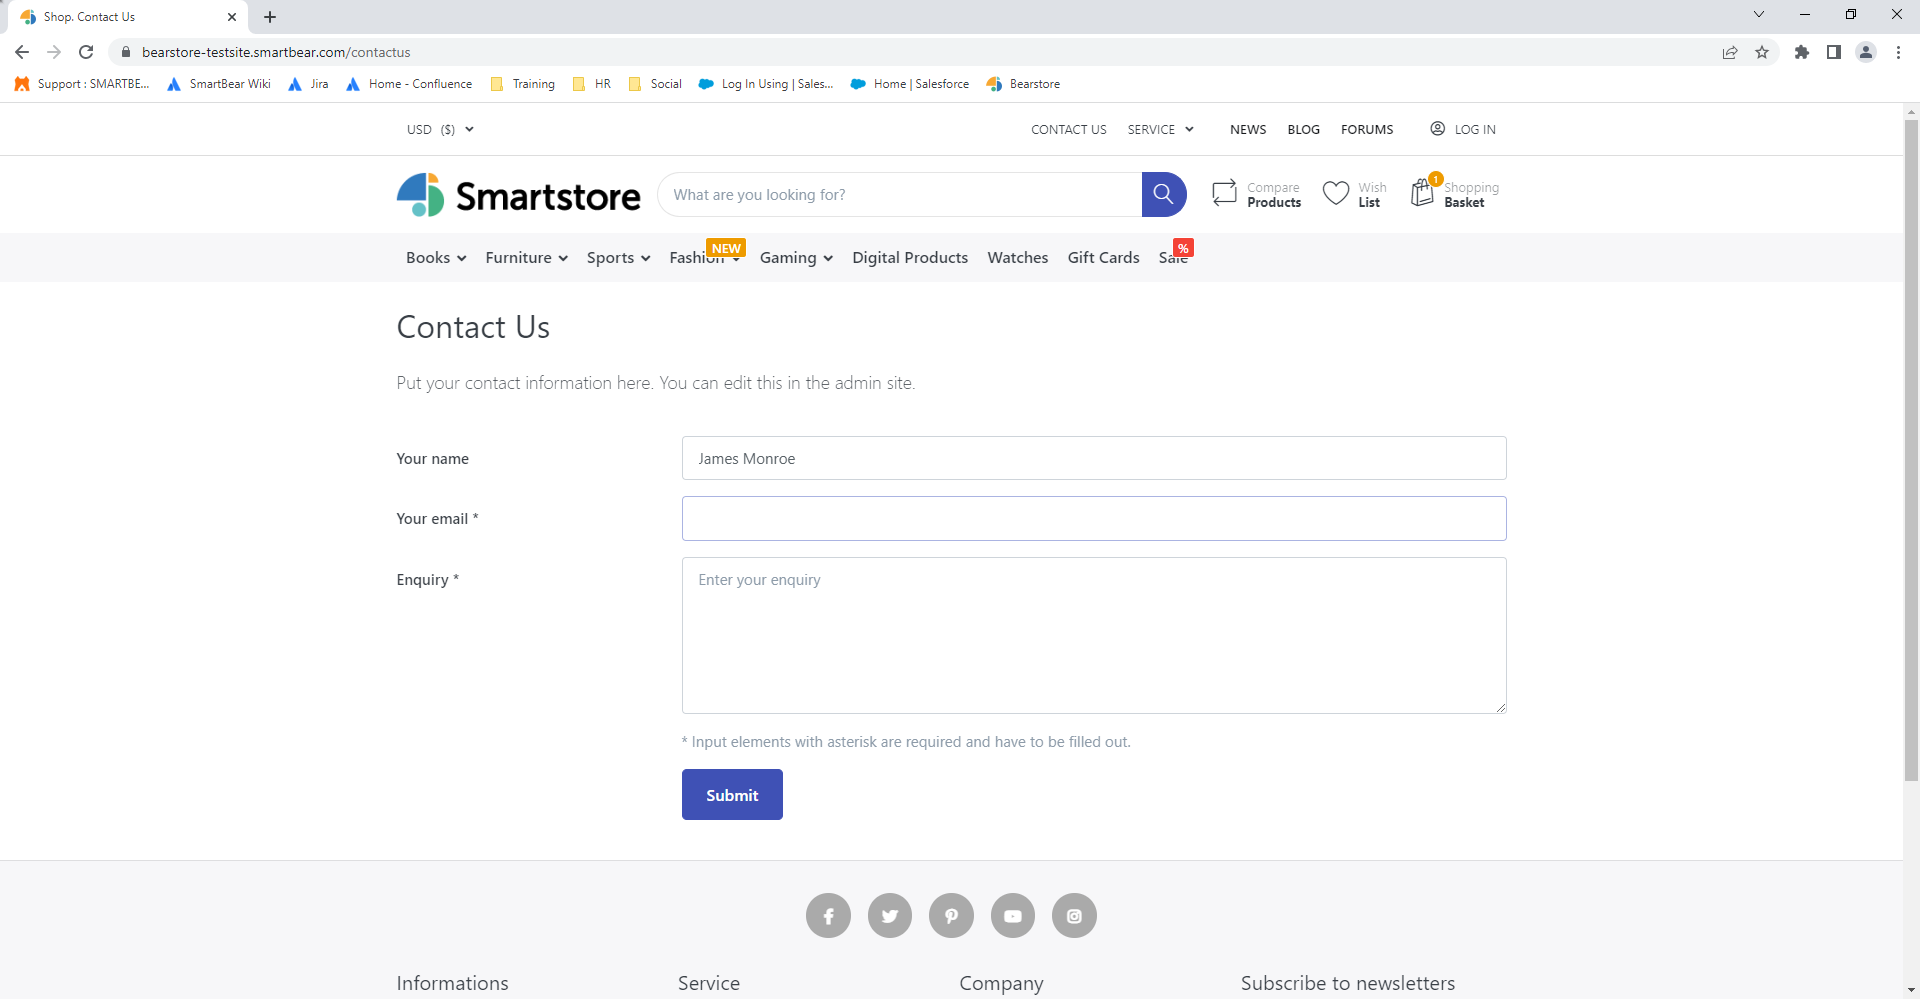 Shop. Contact Us
bearstore-testsite.smartbear.com/contactus
Support : SMARTBE...
SmartBear Wiki
Jira
Home - Confluence
Training
HR
Social
Log In Using | Sales...
Home | Salesforce
Bearstore
USD ($)
CONTACT US
SERVICE
NEWS
BLOG
FORUMS
LOG IN
Smartstore
What are you looking for?
Compare
Products
Wish
List
1
Shopping
Basket
Books
Furniture
Sports
Fashion
NEW
Gaming
Digital Products
Watches
Gift Cards
Sale
%
Contact Us
Put your contact information here. You can edit this in the admin site.
Your name
James Monroe
Your email *
Enquiry *
Enter your enquiry
* Input elements with asterisk are required and have to be filled out.
Submit
Informations
Service
Company
Subscribe to newsletters